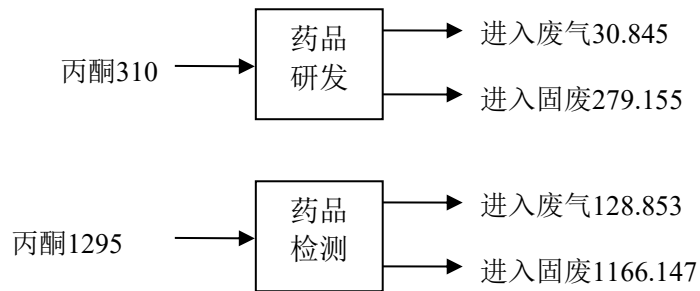 丙酮310
药品
研发
进入废气30.845
进入固废279.155
丙酮1295
药品
检测
进入废气128.853
进入固废1166.147